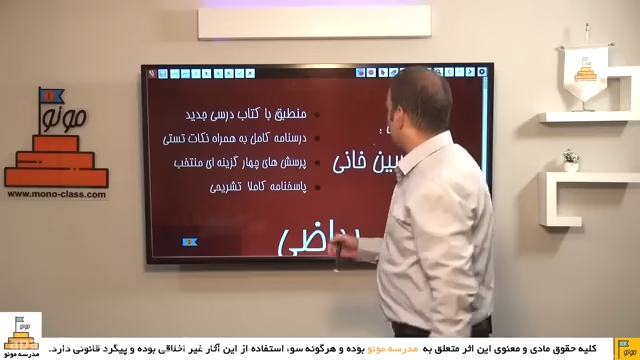 منطبق با کتاب درسی جدید
درسنامه کامل به همراه نکات تستی
پرسش های چهار گزینه ای منتخب
پاسخنامه کاملا تشریحی
خانی
ریاضی
مونو
www.mono-class.com
مدرسه مونو
کلیه حقوق مادی و معنوی این اثر متعلق به مدرسه مونو بوده و هرگونه سو، استفاده از این آثار غیر اخلاقی بوده و پیگرد قانونی دارد.